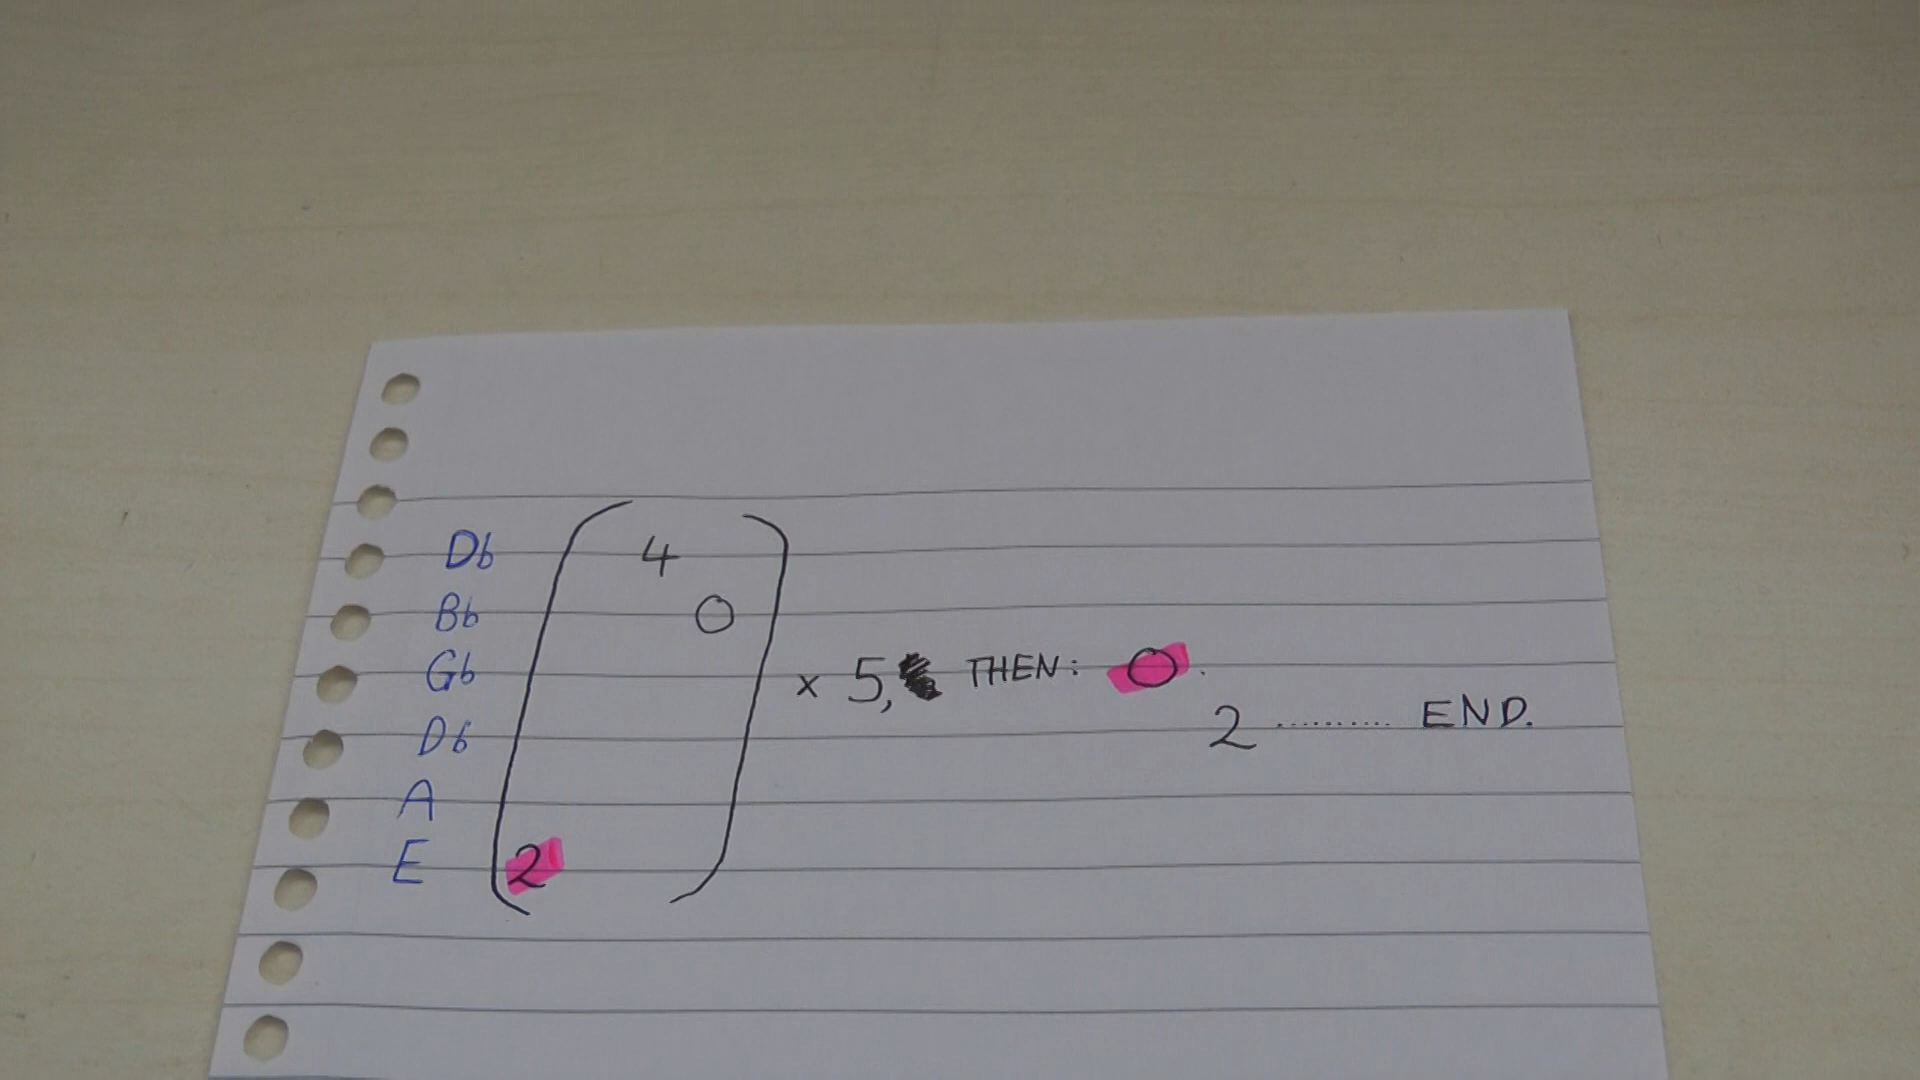 Db 4
Bb 0
Gb x 5, THEN: 0.
Db 2 .......... END.
A
E 2